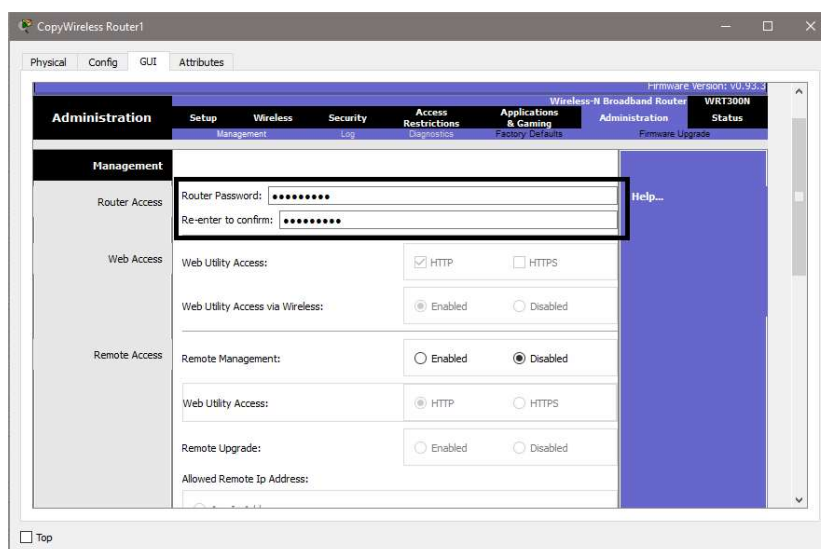 CopyWireless Router1
Physical Config GUI Attributes
Firmware Version: v0.93.3
Wireless-N Broadband Router WRT300N
Administration Setup Wireless Security Access Restrictions Applications & Gaming Administration Status
Management Log Diagnostics Factory Defaults Firmware Upgrade
Management
Router Access Router Password: ●●●●●●●●● Help...
Re-enter to confirm: ●●●●●●●●●
Web Access Web Utility Access: HTTP HTTPS
Web Utility Access via Wireless: Enabled Disabled
Remote Access Remote Management: Enabled Disabled
Web Utility Access: HTTP HTTPS
Remote Upgrade: Enabled Disabled
Allowed Remote Ip Address:
Top